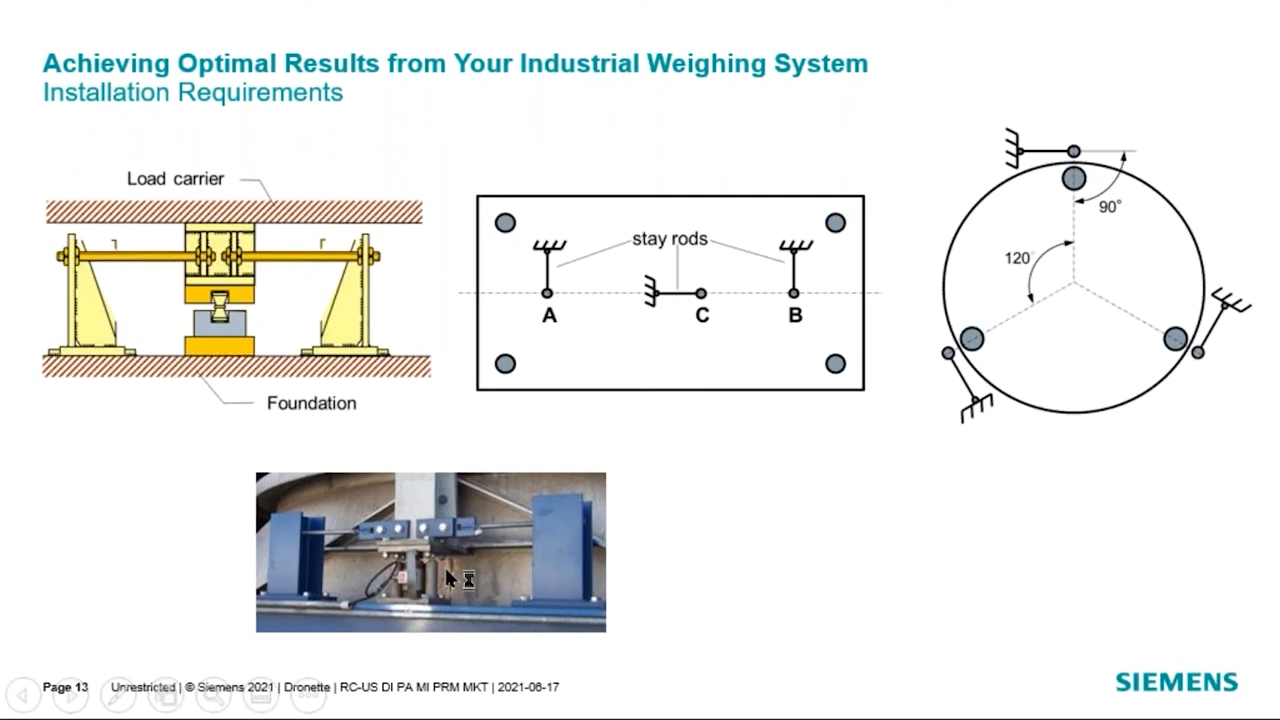 Achieving Optimal Results from Your Industrial Weighing System
Installation Requirements
Load carrier
Foundation
stay rods
A
C
B
90°
120°
Page 13 Unrestricted | © Siemens 2021 | Dronette | RC-US DI PA MI PRM MKT | 2021-06-17
SIEMENS